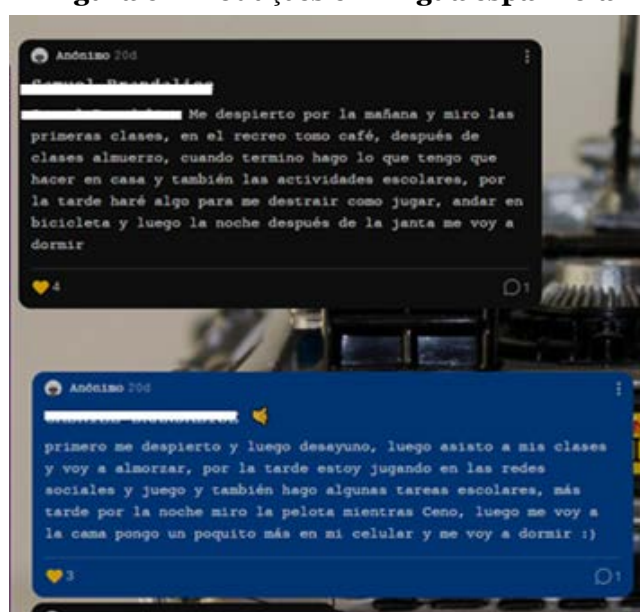 Anónimo 20d
Me despierto por la mañana y miro las
primeras clases, en el recreo tomo café, después de
clases almuerzo, cuando termino hago lo que tengo que
hacer en casa y también las actividades escolares, por
la tarde haré algo para me destrair como jugar, andar en
bicicleta y luego la noche después de la janta me voy a
dormir
4
1
Anónimo 20d
primero me despierto y luego desayuno, luego asisto a mis clases
y voy a almorzar, por la tarde estoy jugando en las redes
sociales y juego y también hago algunas tareas escolares, más
tarde por la noche miro la pelota mientras Ceno, luego me voy a
la cama pongo un poquito más en mi celular y me voy a dormir :)
3
1